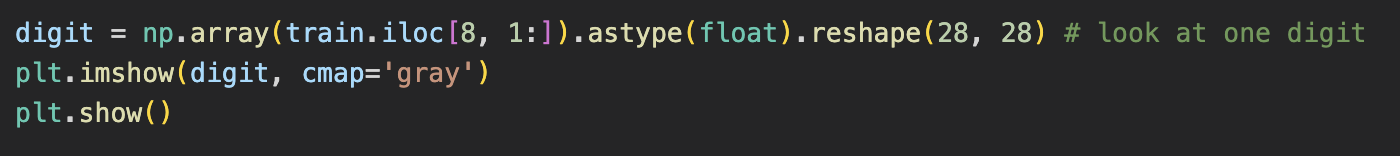 digit = np.array(train.iloc[8, 1:]).astype(float).reshape(28, 28) # look at one digit
plt.imshow(digit, cmap='gray')
plt.show()